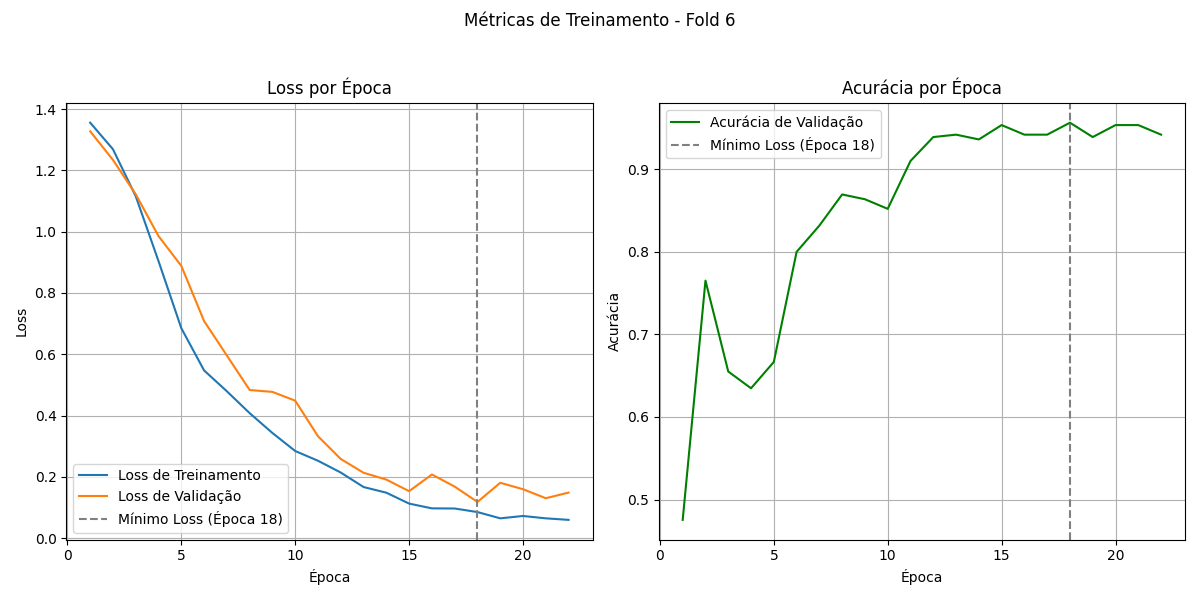 Métricas de Treinamento - Fold 6
Loss por Época
1.4
1.2
1.0
0.8
0.6
0.4
0.2
0.0
Loss
Loss de Treinamento
Loss de Validação
Mínimo Loss (Época 18)
0
5
10
15
20
Época
Acurácia por Época
Acurácia de Validação
Mínimo Loss (Época 18)
0.9
0.8
0.7
0.6
0.5
Acurácia
0
5
10
15
20
Época